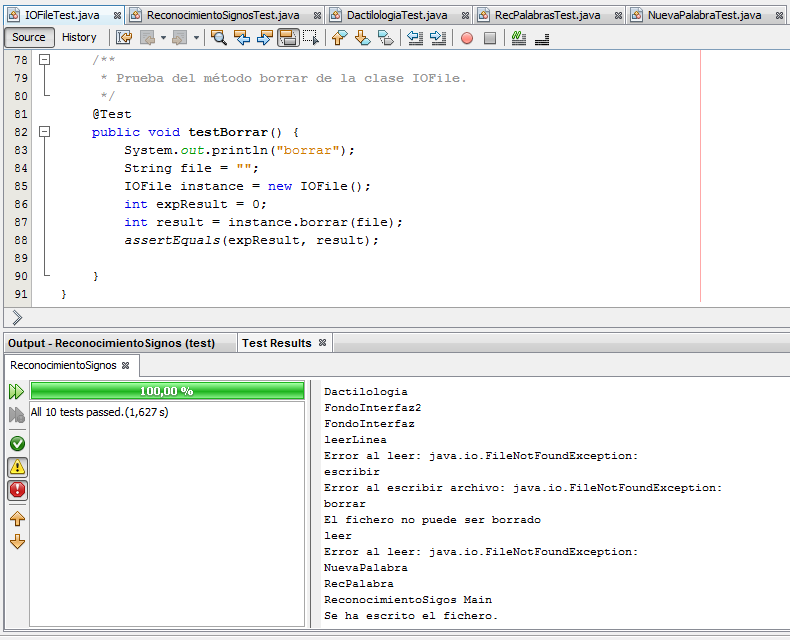 IOFileTest.java ReconocimientoSignosTest.java DactilologiaTest.java RecPalabrasTest.java NuevaPalabraTest.java
Source History
78 /**
79 * Prueba del método borrar de la clase IOFile.
80 */
81 @Test
82 public void testBorrar() {
83 System.out.println("borrar");
84 String file = "";
85 IOFile instance = new IOFile();
86 int expResult = 0;
87 int result = instance.borrar(file);
88 assertEquals(expResult, result);
89
90 }
91 }
Output - ReconocimientoSignos (test) Test Results
ReconocimientoSignos
100,00 %
All 10 tests passed.(1,627 s)
Dactilologia
FondoInterfaz2
FondoInterfaz
leerLinea
Error al leer: java.io.FileNotFoundException:
escribir
Error al escribir archivo: java.io.FileNotFoundException:
borrar
El fichero no puede ser borrado
leer
Error al leer: java.io.FileNotFoundException:
NuevaPalabra
RecPalabra
ReconocimientoSigos Main
Se ha escrito el fichero.